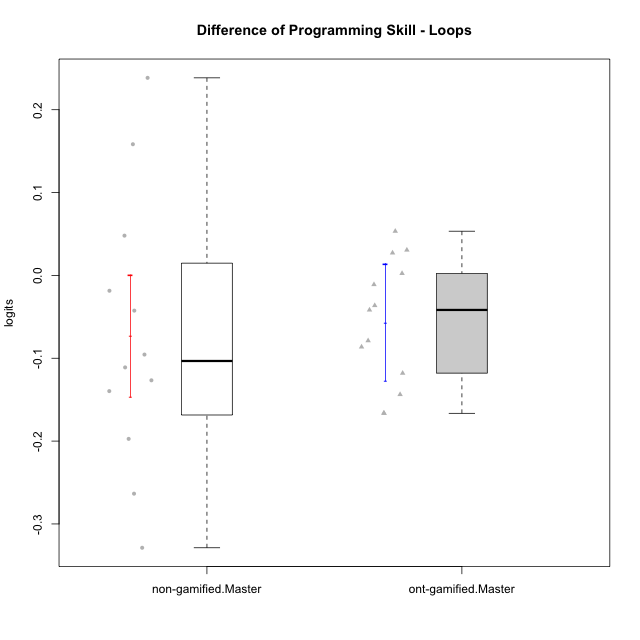 Difference of Programming Skill - Loops
logits
0.2
0.1
0.0
-0.1
-0.2
-0.3
non-gamified.Master
ont-gamified.Master